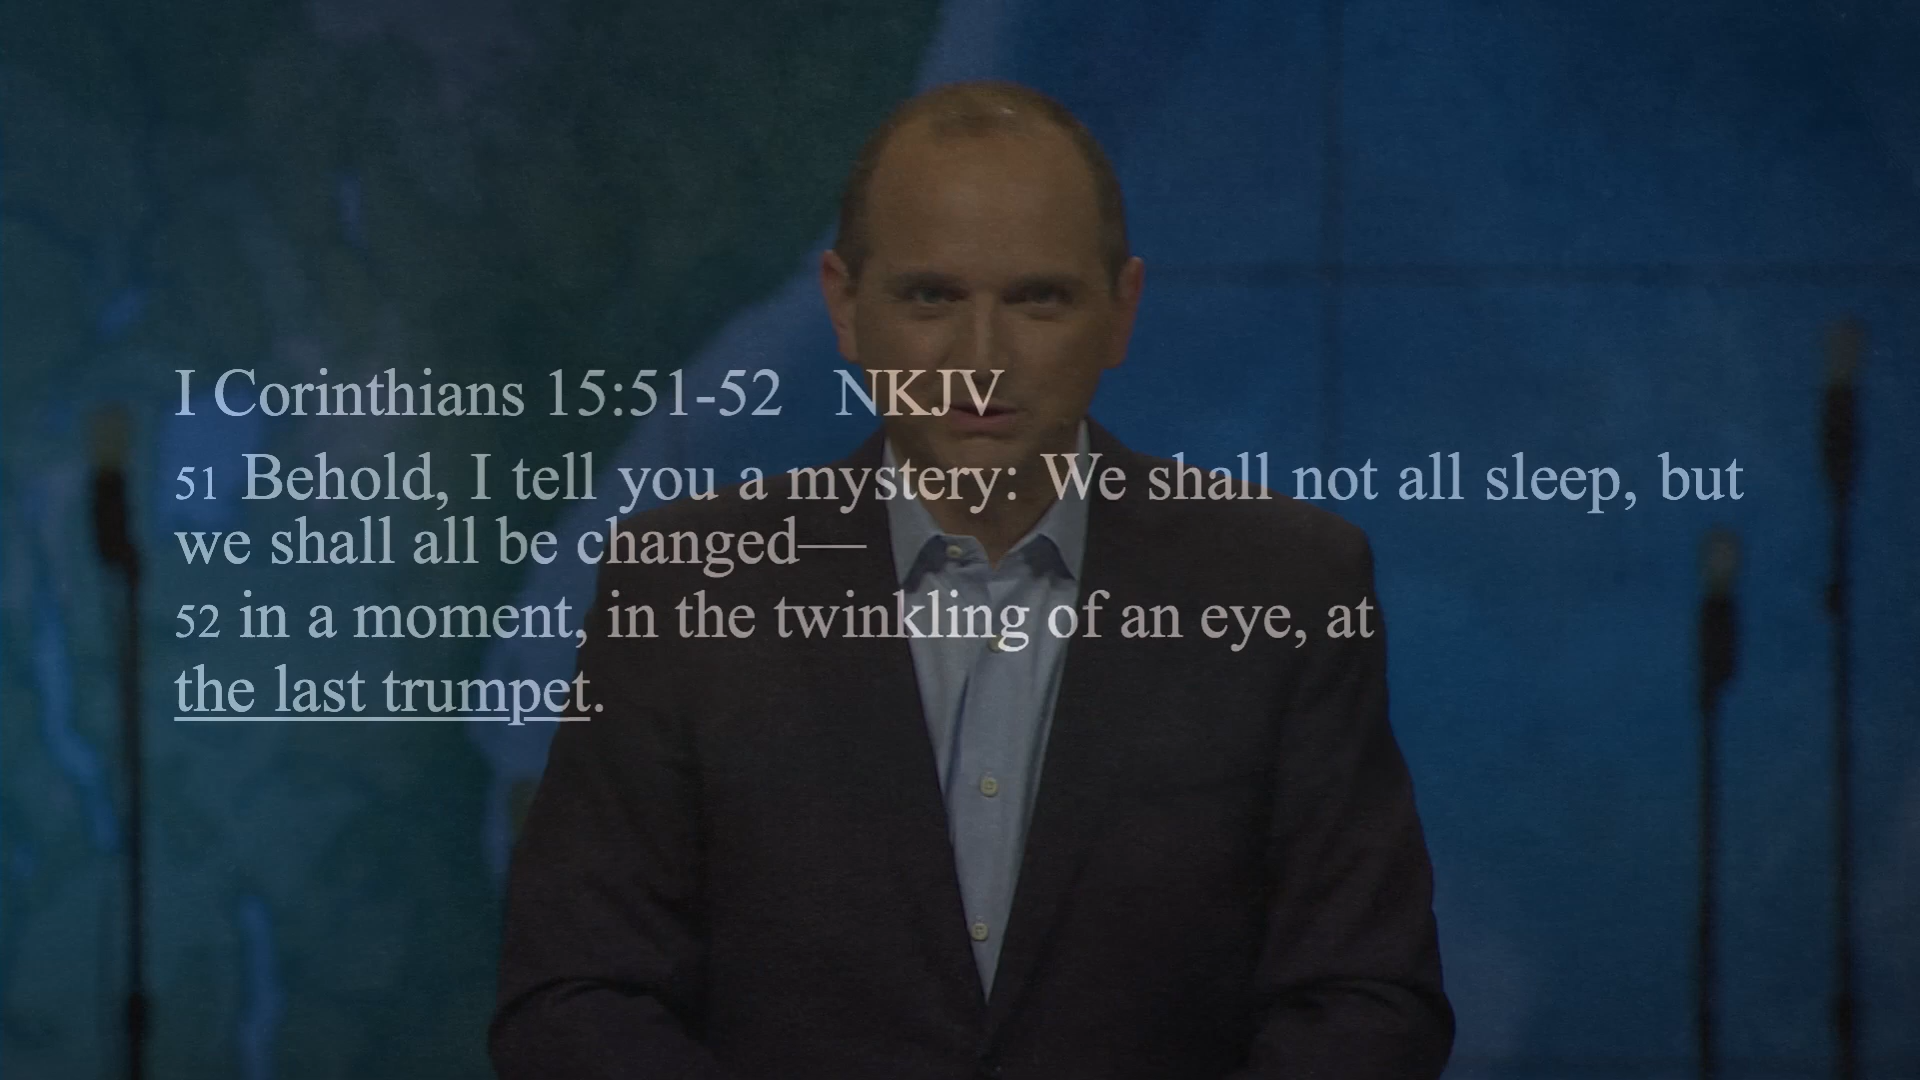 I Corinthians 15:51-52 NKJV
51 Behold, I tell you a mystery: We shall not all sleep, but
we shall all be changed—
52 in a moment, in the twinkling of an eye, at
the last trumpet.